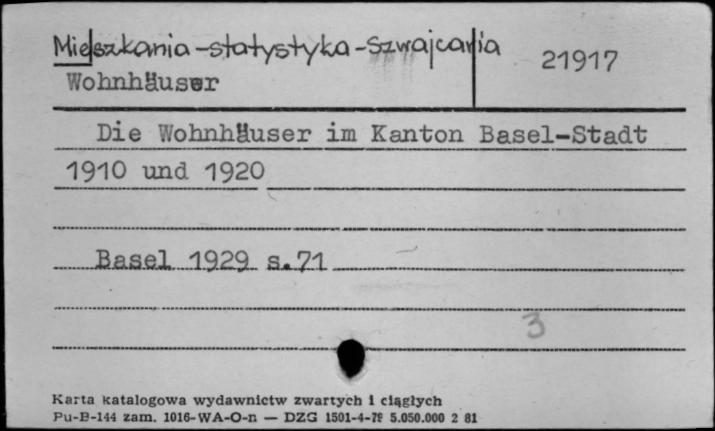 Mieszkania-statystyka-Szwajcaria
21917
Wohnhäuser
Die Wohnhäuser im Kanton Basel-Stadt
1910 und 1920
Basel 1929 s.71
3
Karta katalogowa wydawnictw zwartych i ciągłych
Pu-B-144 zam. 1016-WA-O-n — DZG 1501-4-78 5.050.000 2 81